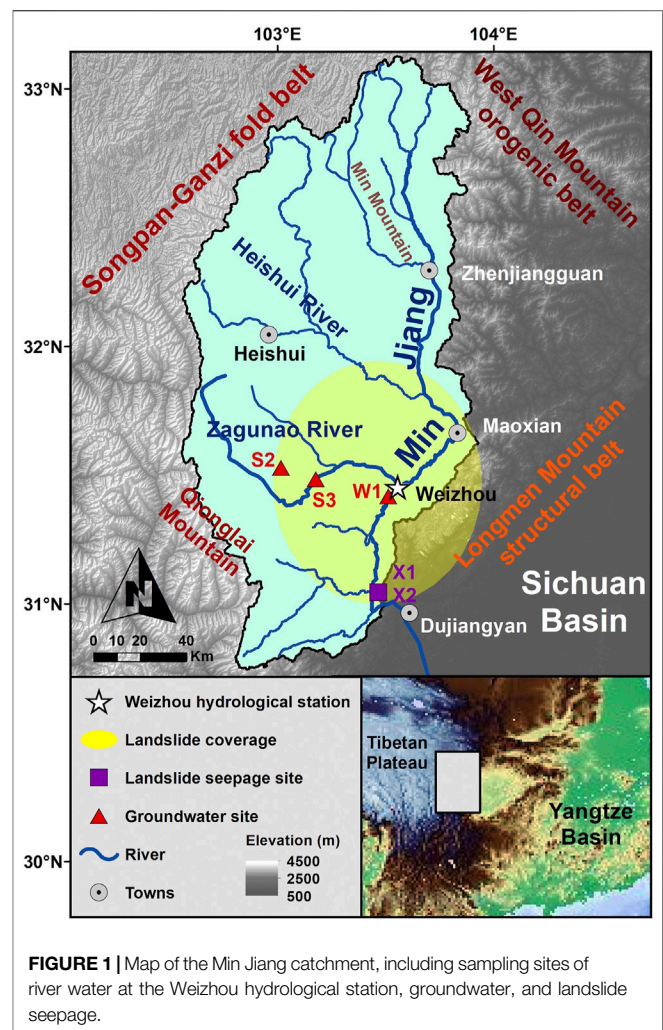 103°E
104°E
33°N
32°N
31°N
30°N
Songpan-Ganzi fold belt
West Qin Mountain
orogenic belt
Min Mountain
Zhenjiangguan
Heishui River
Jiang
Heishui
Maoxian
Zagunao River
Min
S2
S3
W1
Weizhou
Longmen Mountain
structural belt
Qionglai
Mountain
X1
X2
Sichuan
Basin
Dujiangyan
N
0 10 20 40
Km
Weizhou hydrological station
Landslide coverage
Landslide seepage site
Groundwater site
River
Towns
Elevation (m)
4500
2500
500
Tibetan
Plateau
Yangtze
Basin
FIGURE 1 | Map of the Min Jiang catchment, including sampling sites of
river water at the Weizhou hydrological station, groundwater, and landslide
seepage.